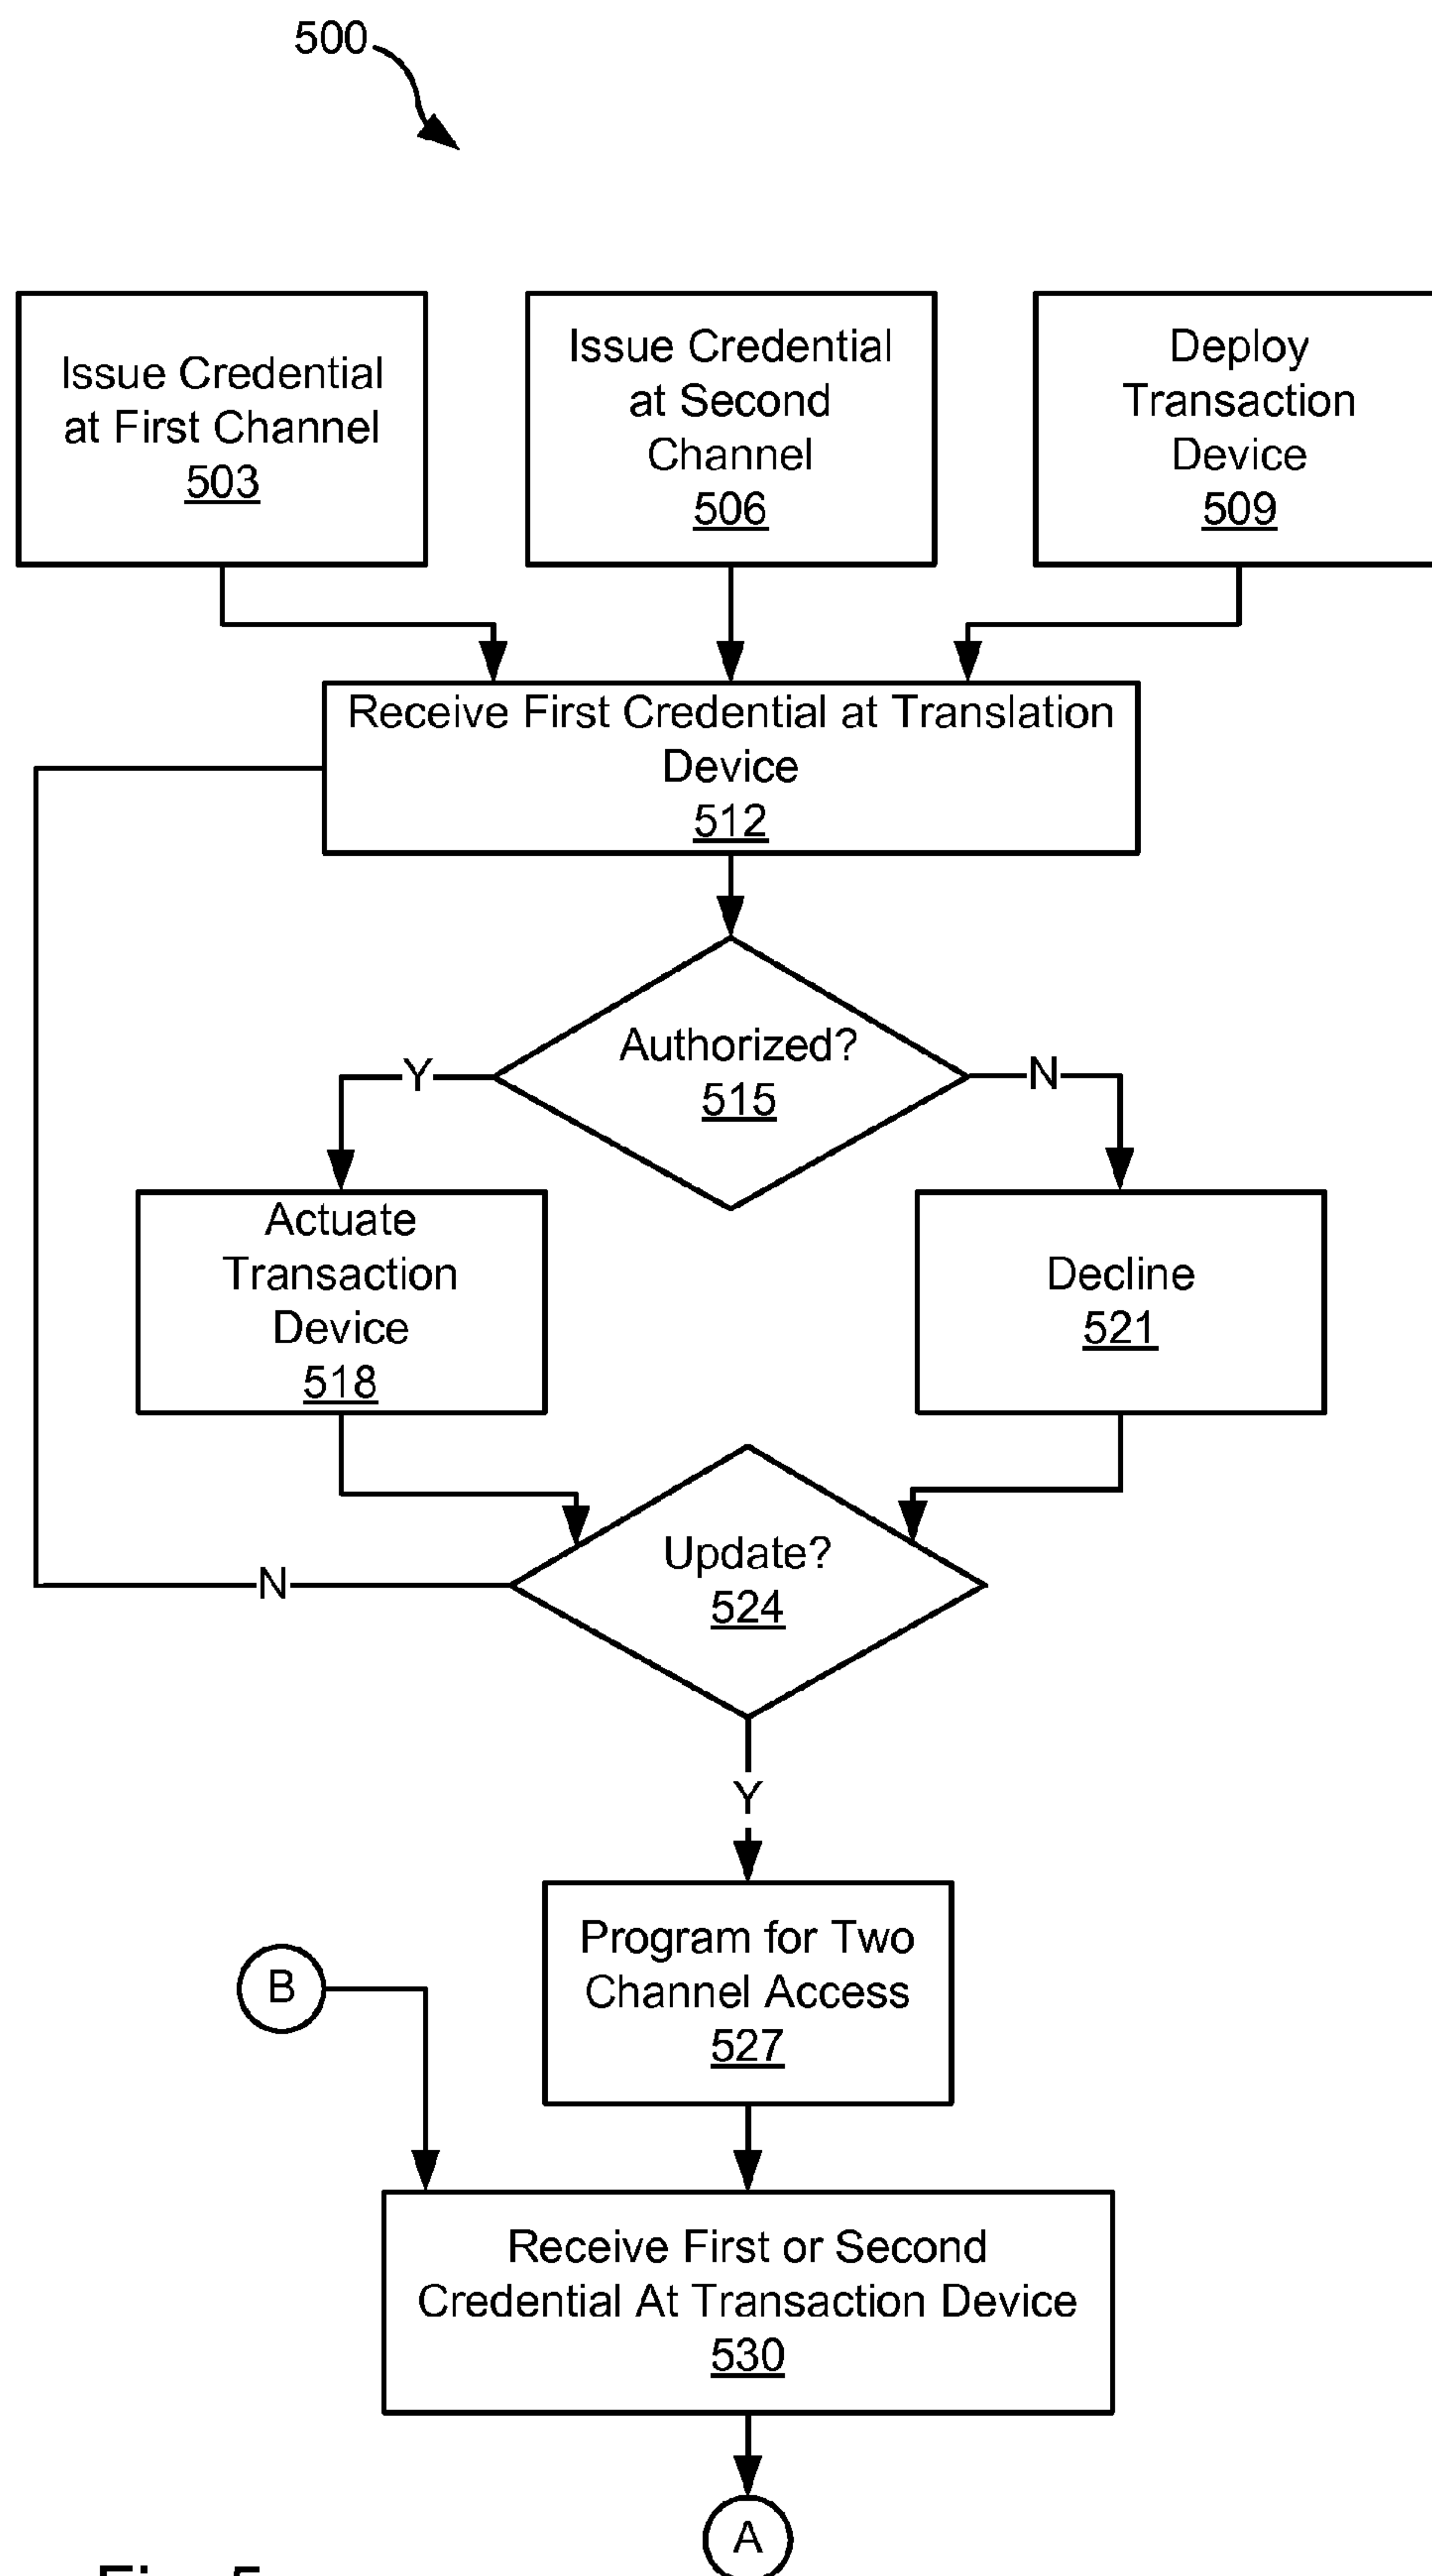 500
Issue Credential
at First Channel
503
Issue Credential
at Second
Channel
506
Deploy
Transaction
Device
509
Receive First Credential at Translation
Device
512
Authorized?
515
Y
N
Actuate
Transaction
Device
518
Decline
521
Update?
524
N
Y
Program for Two
Channel Access
527
B
Receive First or Second
Credential At Transaction Device
530
A